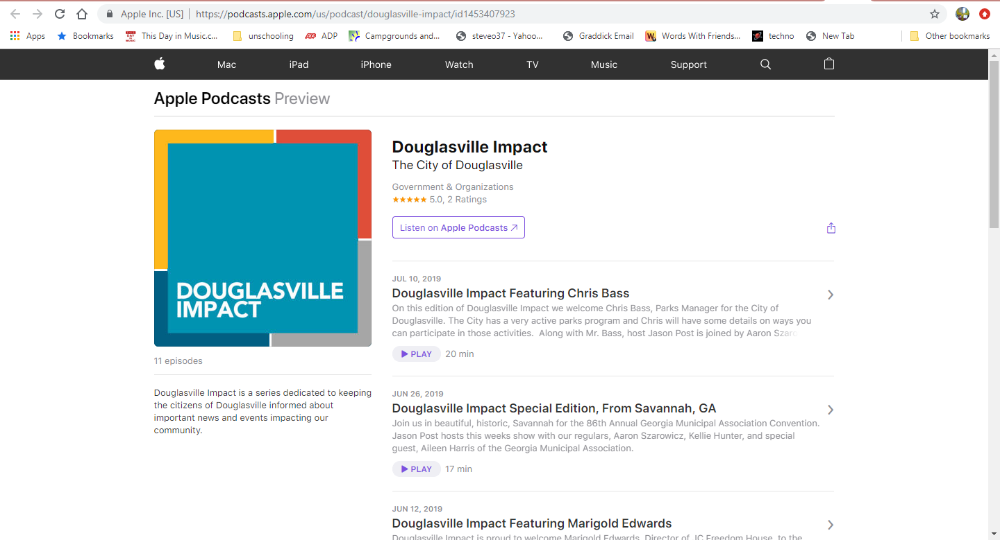 Apple Inc. [US] | https://podcasts.apple.com/us/podcast/douglasville-impact/id1453407923
Apps Bookmarks This Day in Music.c... unschooling ADP Campgrounds and... steveo37 - Yahoo... Graddick Email Words With Friends... techno New Tab Other bookmarks
Mac iPad iPhone Watch TV Music Support
Apple Podcasts Preview
DOUGLASVILLE
IMPACT
11 episodes
Douglasville Impact is a series dedicated to keeping
the citizens of Douglasville informed about
important news and events impacting our
community.
Douglasville Impact
The City of Douglasville
Government & Organizations
★★★★★ 5.0, 2 Ratings
Listen on Apple Podcasts ↗
JUL 10, 2019
Douglasville Impact Featuring Chris Bass
On this edition of Douglasville Impact we welcome Chris Bass, Parks Manager for the City of
Douglasville. The City has a very active parks program and Chris will have some details on ways you
can participate in those activities.  Along with Mr. Bass, host Jason Post is joined by Aaron Szaro
PLAY 20 min
JUN 26, 2019
Douglasville Impact Special Edition, From Savannah, GA
Join us in beautiful, historic, Savannah for the 86th Annual Georgia Municipal Association Convention.
Jason Post hosts this weeks show with our regulars, Aaron Szarowicz, Kellie Hunter, and special
guest, Aileen Harris of the Georgia Municipal Association.
PLAY 17 min
JUN 12, 2019
Douglasville Impact Featuring Marigold Edwards
Douglasville Impact is proud to welcome Marigold Edwards, Director of JC Freedom House, to the